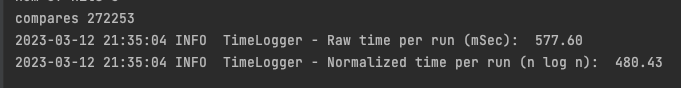 compares 272253
2023-03-12 21:35:04 INFO  TimeLogger - Raw time per run (mSec):  577.60
2023-03-12 21:35:04 INFO  TimeLogger - Normalized time per run (n log n):  480.43